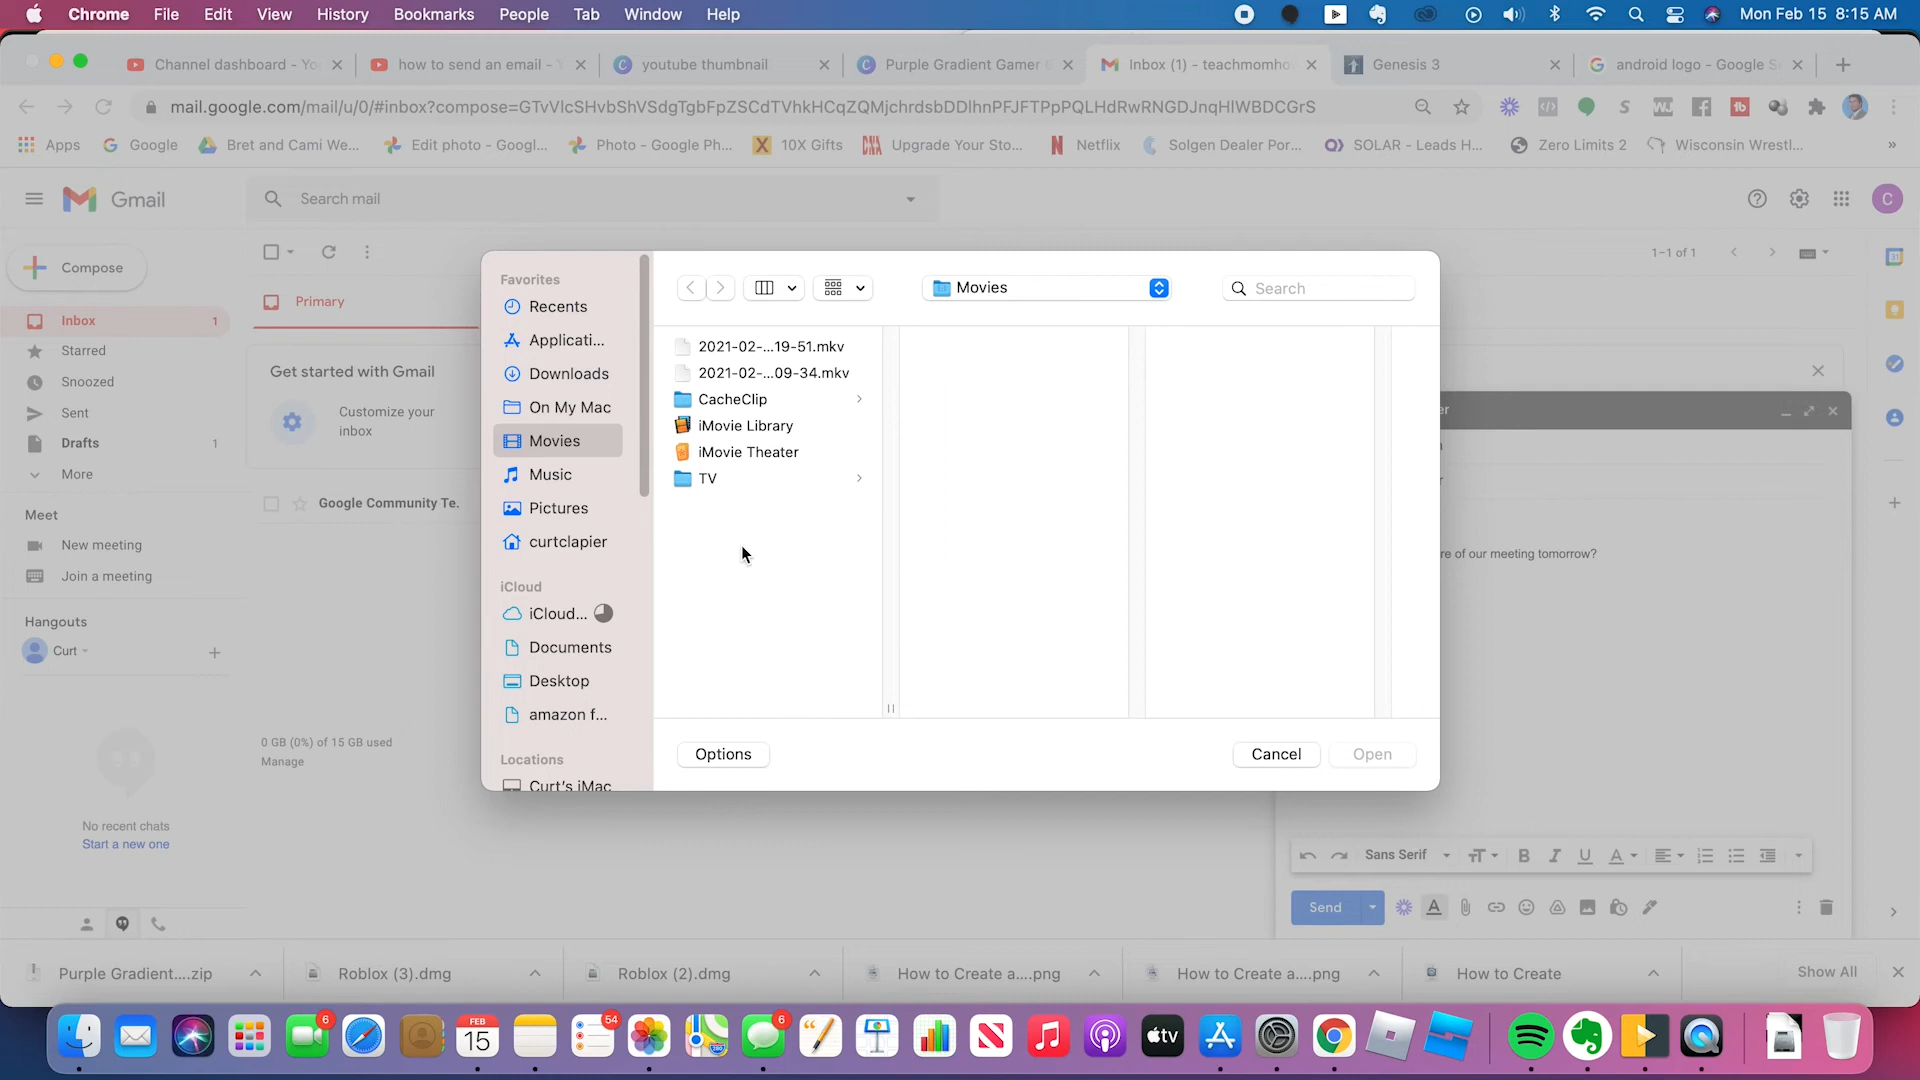 Chrome File Edit View History Bookmarks People Tab Window Help Mon Feb 15 8:15 AM
Channel dashboard - Yo how to send an email - Y youtube thumbnail Purple Gradient Gamer Inbox (1) - teachmomhov Genesis 3 android logo - Google S
mail.google.com/mail/u/0/#inbox?compose=GTvVlcSHvbShVSdgTgbFpZSCdTVhkHCqZQMjchrdsbDDlhnPFJFTPpPQLHdRwRNGDJnqHlWBDCGrS
Apps Google Bret and Cami We... Edit photo - Googl... Photo - Google Ph... 10X Gifts Upgrade Your Sto... Netflix Solgen Dealer Por... SOLAR - Leads H... Zero Limits 2 Wisconsin Wrestl... »
Gmail Search mail C
Compose
1–1 of 1
Primary
Inbox 1
Starred
Snoozed
Sent
Drafts 1
More
Get started with Gmail
Customize your
inbox
Google Community Te.
Meet
New meeting
Join a meeting
Hangouts
Curt
0 GB (0%) of 15 GB used
Manage
No recent chats
Start a new one
Favorites
Recents
Applicati...
Downloads
On My Mac
Movies
Music
Pictures
curtclapier
iCloud
iCloud...
Documents
Desktop
amazon f...
Locations
Curt's iMac
Movies
Search
2021-02-...19-51.mkv
2021-02-...09-34.mkv
CacheClip
iMovie Library
iMovie Theater
TV
Options Cancel Open
er
r
re of our meeting tomorrow?
Sans Serif B I U A
Send A
Purple Gradient....zip Roblox (3).dmg Roblox (2).dmg How to Create a....png How to Create a....png How to Create Show All
6 FEB 15 54 6 tv